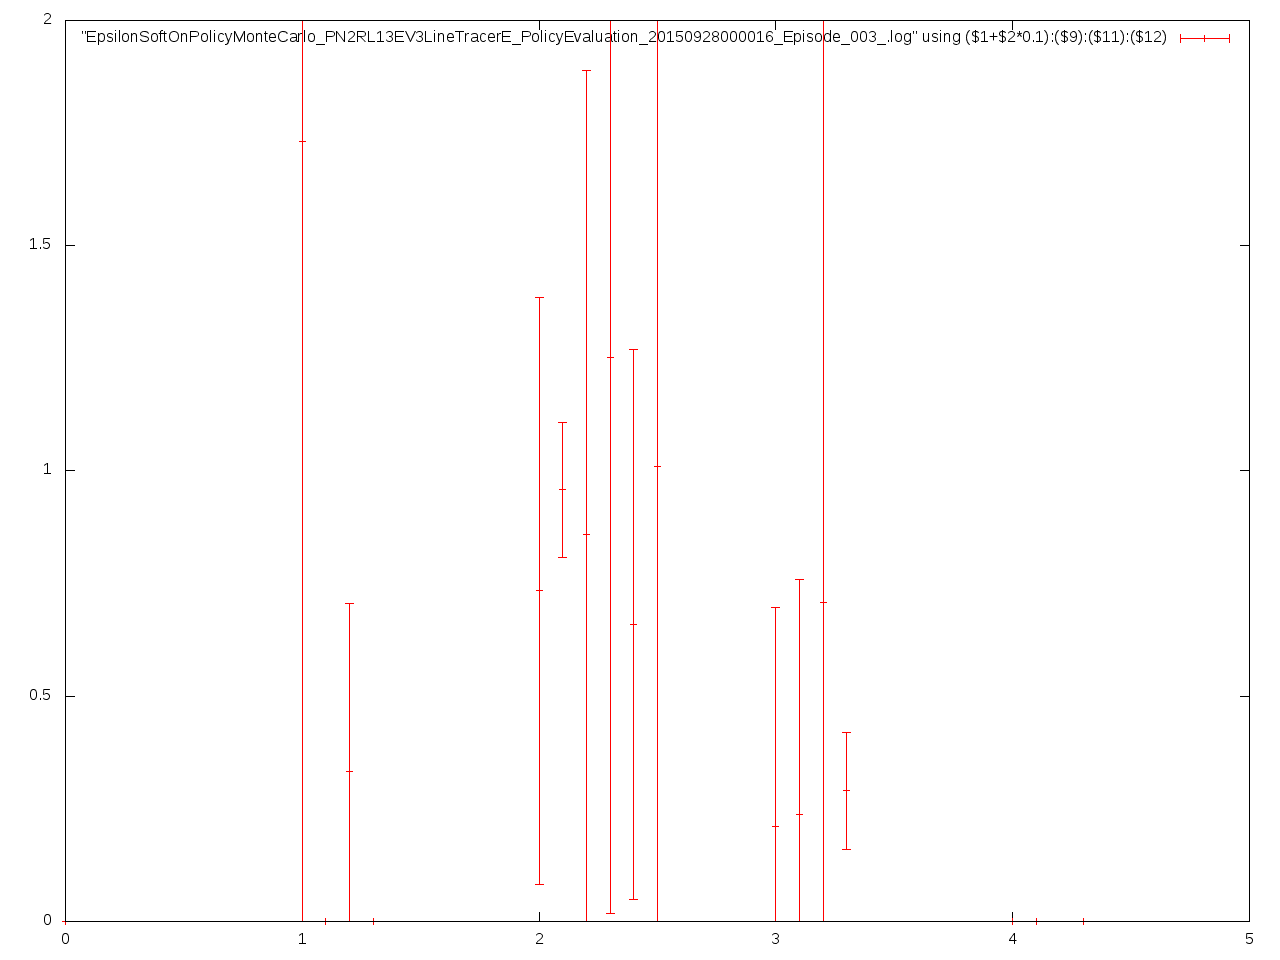 2
"EpsilonSoftOnPolicyMonteCarlo_PN2RL13EV3LineTracerE_PolicyEvaluation_20150928000016_Episode_003_.log" using ($1+$2*0.1):($9):($11):($12)
1.5
1
0.5
0
0 1 2 3 4 5